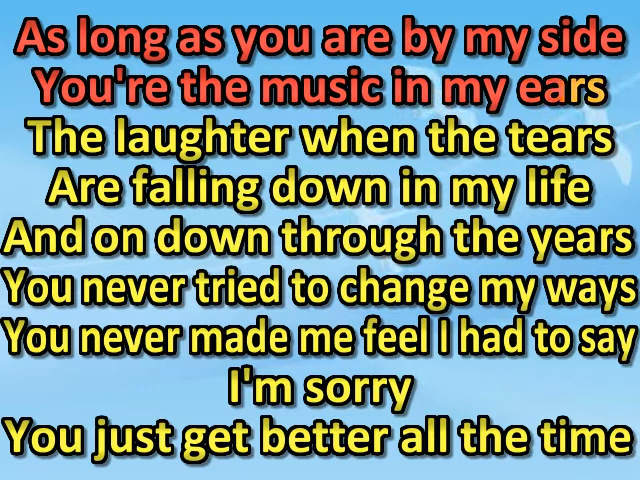 As long as you are by my side
You're the music in my ears
The laughter when the tears
Are falling down in my life
And on down through the years
You never tried to change my ways
You never made me feel I had to say
I'm sorry
You just get better all the time